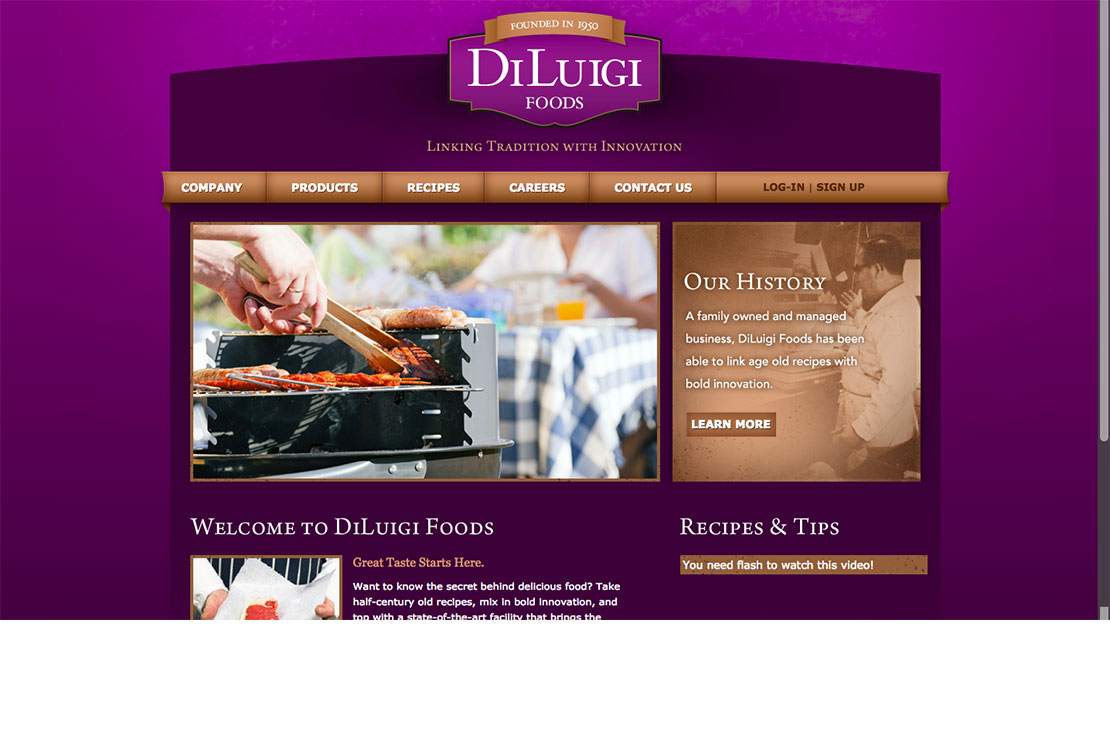 FOUNDED IN 1950
DILUIGI
FOODS
LINKING TRADITION WITH INNOVATION
COMPANY PRODUCTS RECIPES CAREERS CONTACT US LOG-IN | SIGN UP
OUR HISTORY
A family owned and managed
business, DiLuigi Foods has been
able to link age old recipes with
bold innovation.
LEARN MORE
WELCOME TO DILUIGI FOODS
Great Taste Starts Here.
Want to know the secret behind delicious food? Take
half-century old recipes, mix in bold innovation, and
top with a state-of-the-art facility that brings the
RECIPES & TIPS
You need flash to watch this video!